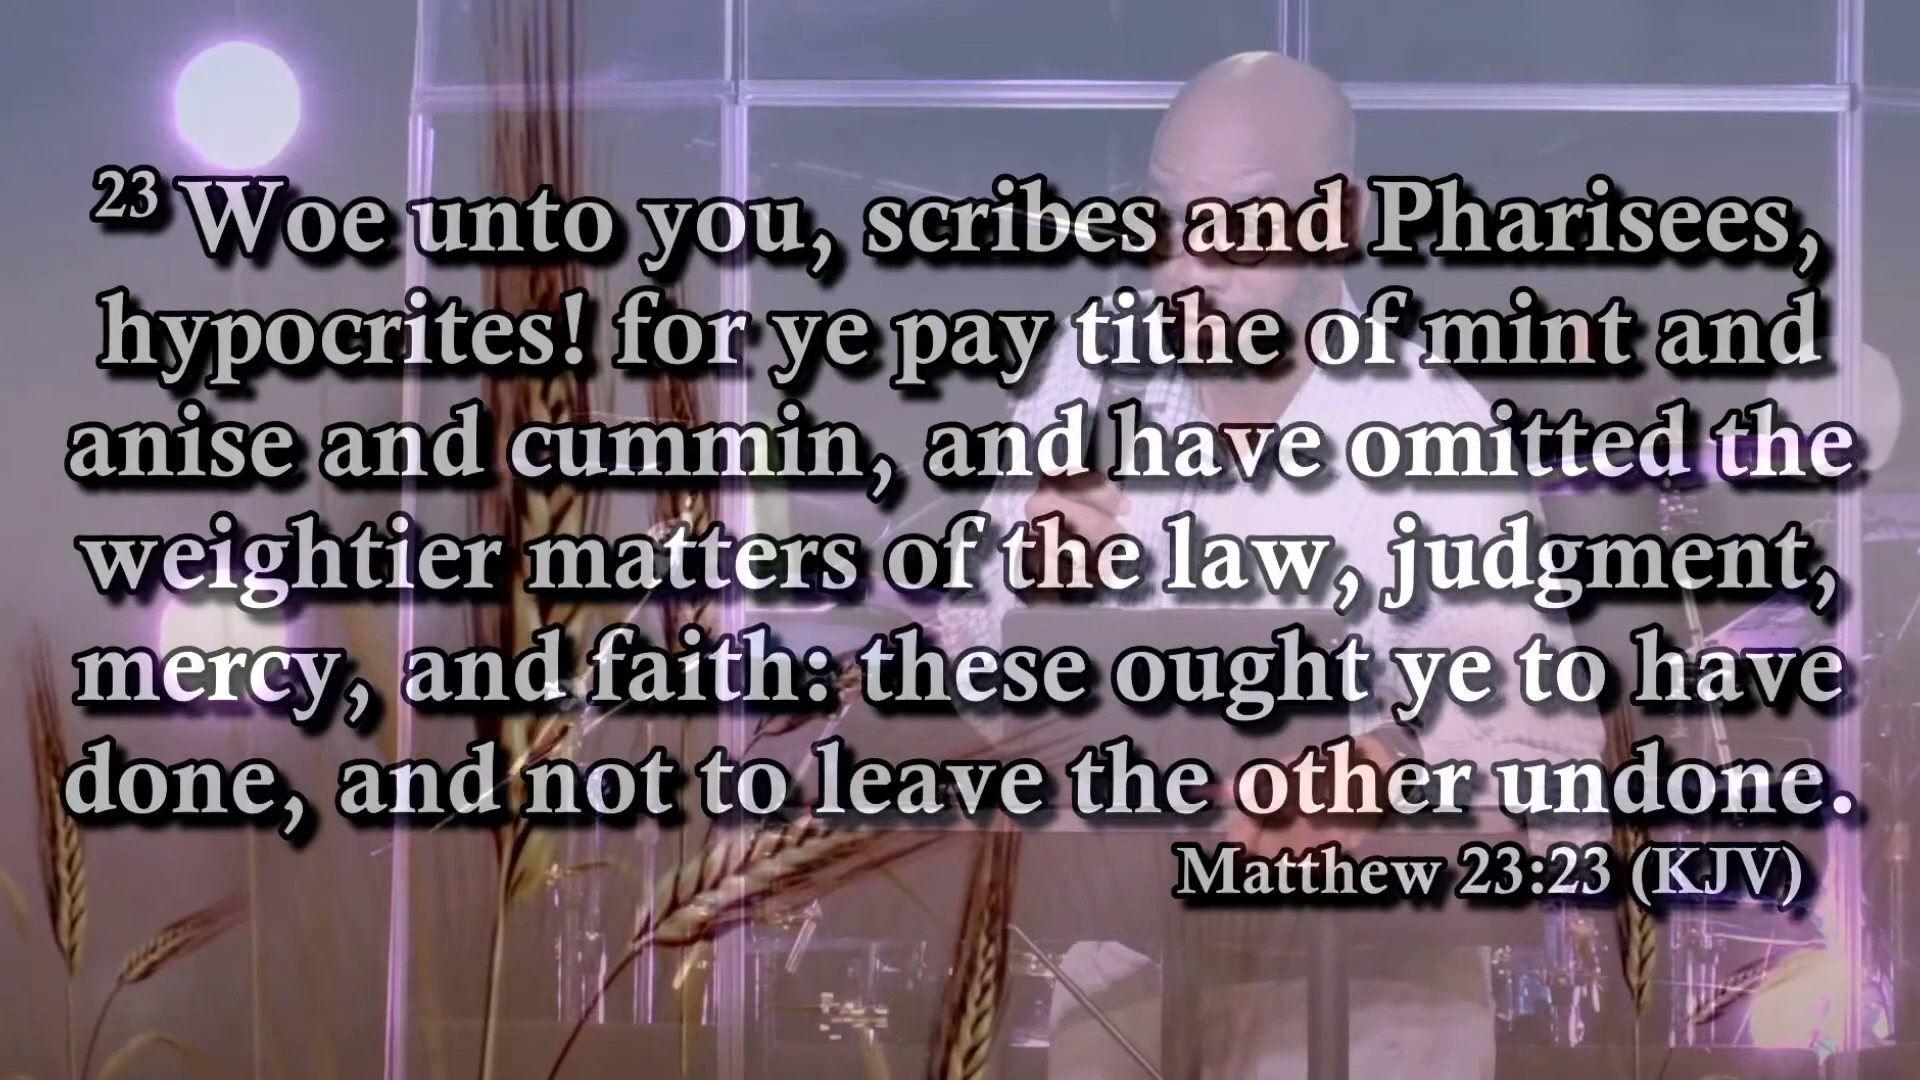 23 Woe unto you, scribes and Pharisees,
hypocrites! for ye pay tithe of mint and
anise and cummin, and have omitted the
weightier matters of the law, judgment,
mercy, and faith: these ought ye to have
done, and not to leave the other undone.
Matthew 23:23 (KJV)